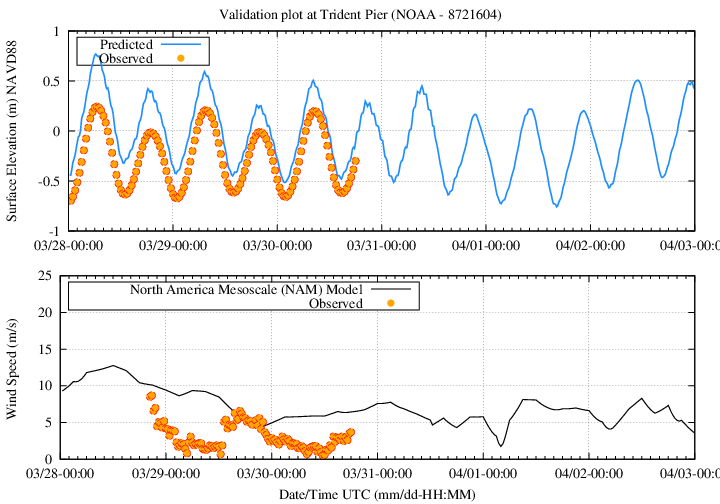 Validation plot at Trident Pier (NOAA - 8721604)
Surface Elevation (m) NAVD88
Predicted
Observed
1
0.5
0
-0.5
-1
03/28-00:00 03/29-00:00 03/30-00:00 03/31-00:00 04/01-00:00 04/02-00:00 04/03-00:00
Wind Speed (m/s)
North America Mesoscale (NAM) Model
Observed
25
20
15
10
5
0
03/28-00:00 03/29-00:00 03/30-00:00 03/31-00:00 04/01-00:00 04/02-00:00 04/03-00:00
Date/Time UTC (mm/dd-HH:MM)